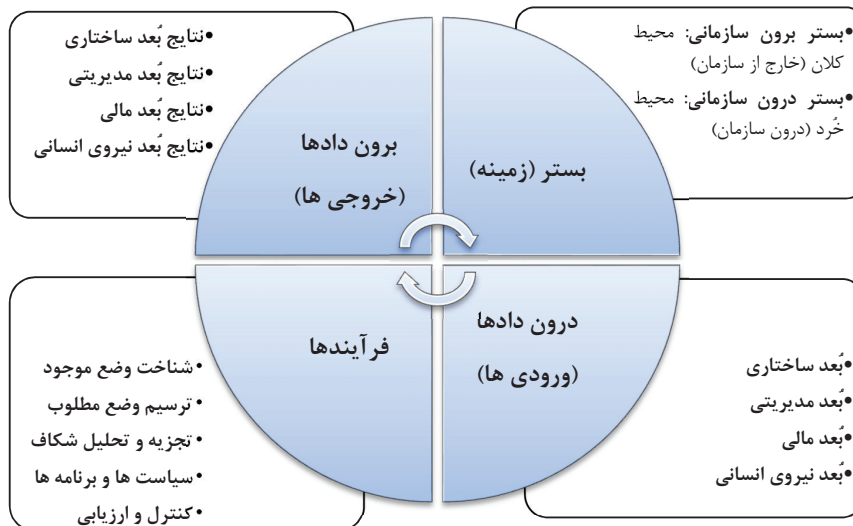 •بستر برون سازمانی: محیط
کلان (خارج از سازمان)
•بستر درون سازمانی: محیط
خُرد (درون سازمان)
بستر (زمینه)
•نتایج بُعد ساختاری
•نتایج بُعد مدیریتی
•نتایج بُعد مالی
•نتایج بُعد نیروی انسانی
برون دادها
(خروجی ها)
درون دادها
(ورودی ها)
•بُعد ساختاری
•بُعد مدیریتی
•بُعد مالی
•بُعد نیروی انسانی
فرآیندها
•شناخت وضع موجود
•ترسیم وضع مطلوب
•تجزیه و تحلیل شکاف
•سیاست ها و برنامه ها
•کنترل و ارزیابی